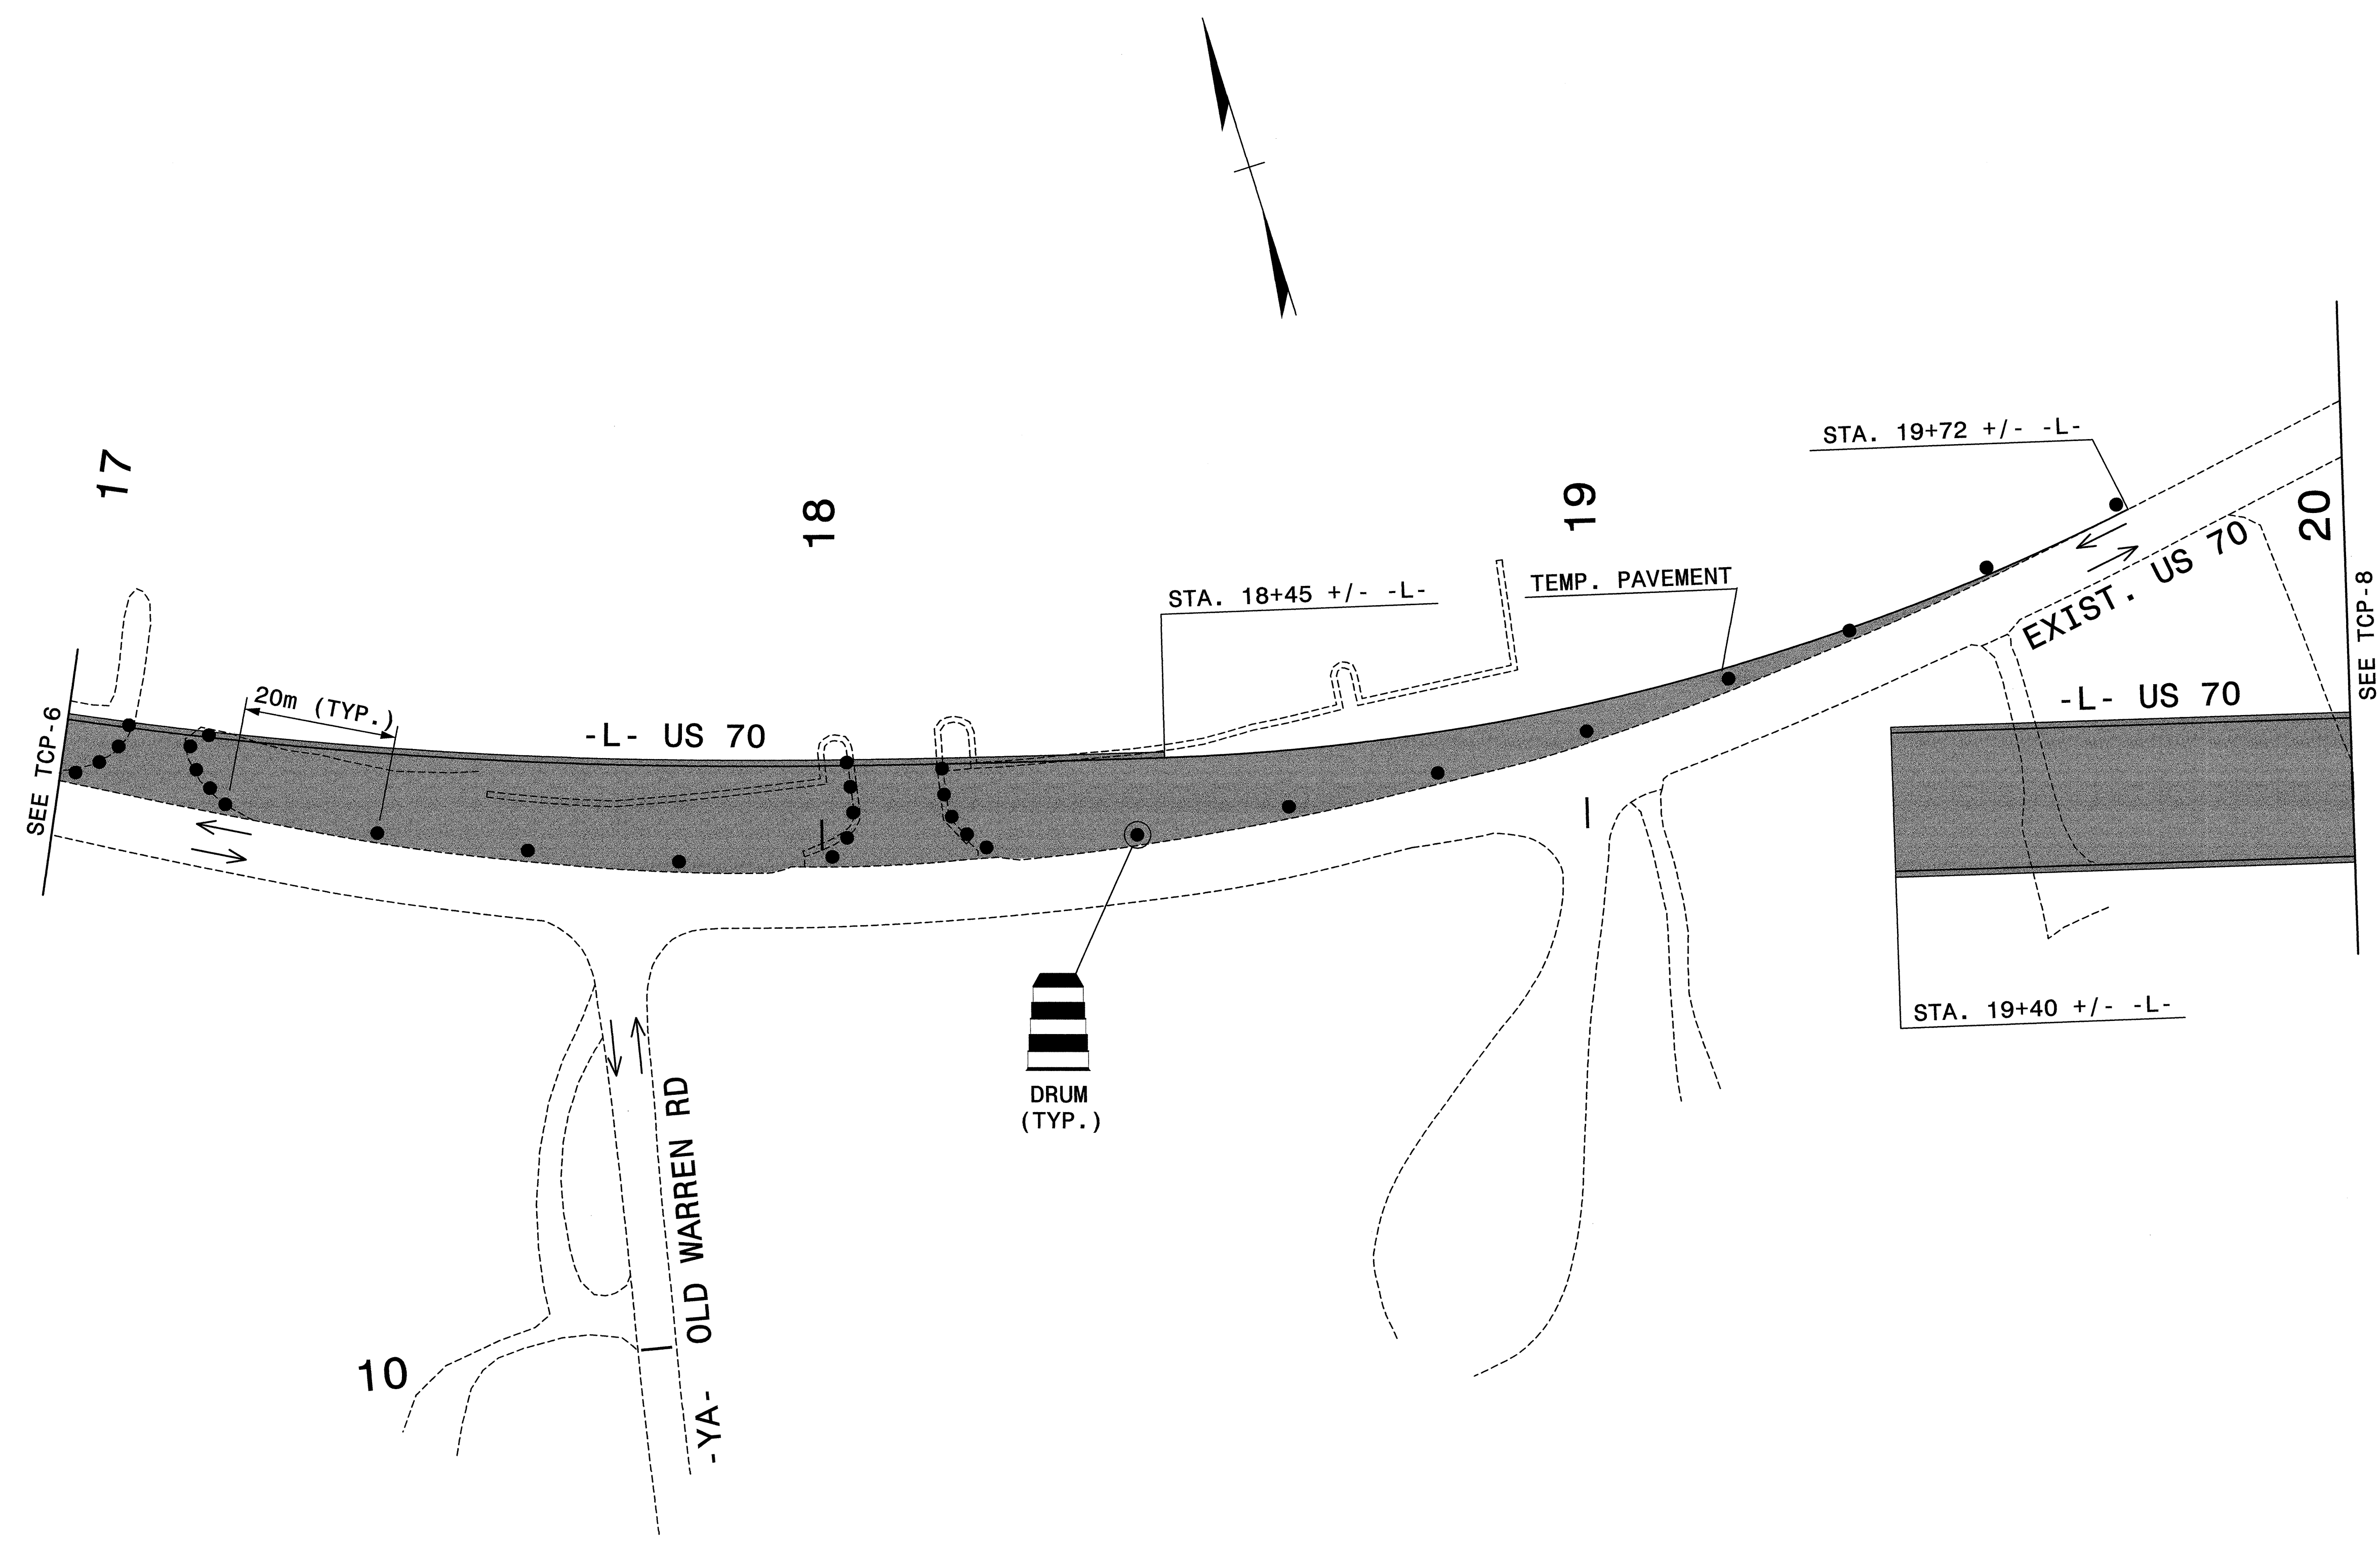 17
18
19
20
STA. 19+72 +/- -L-
STA. 18+45 +/- -L-
TEMP. PAVEMENT
EXIST. US 70
SEE TCP-8
SEE TCP-6
20m (TYP.)
-L- US 70
-L- US 70
STA. 19+40 +/- -L-
DRUM
(TYP.)
-YA- OLD WARREN RD
10